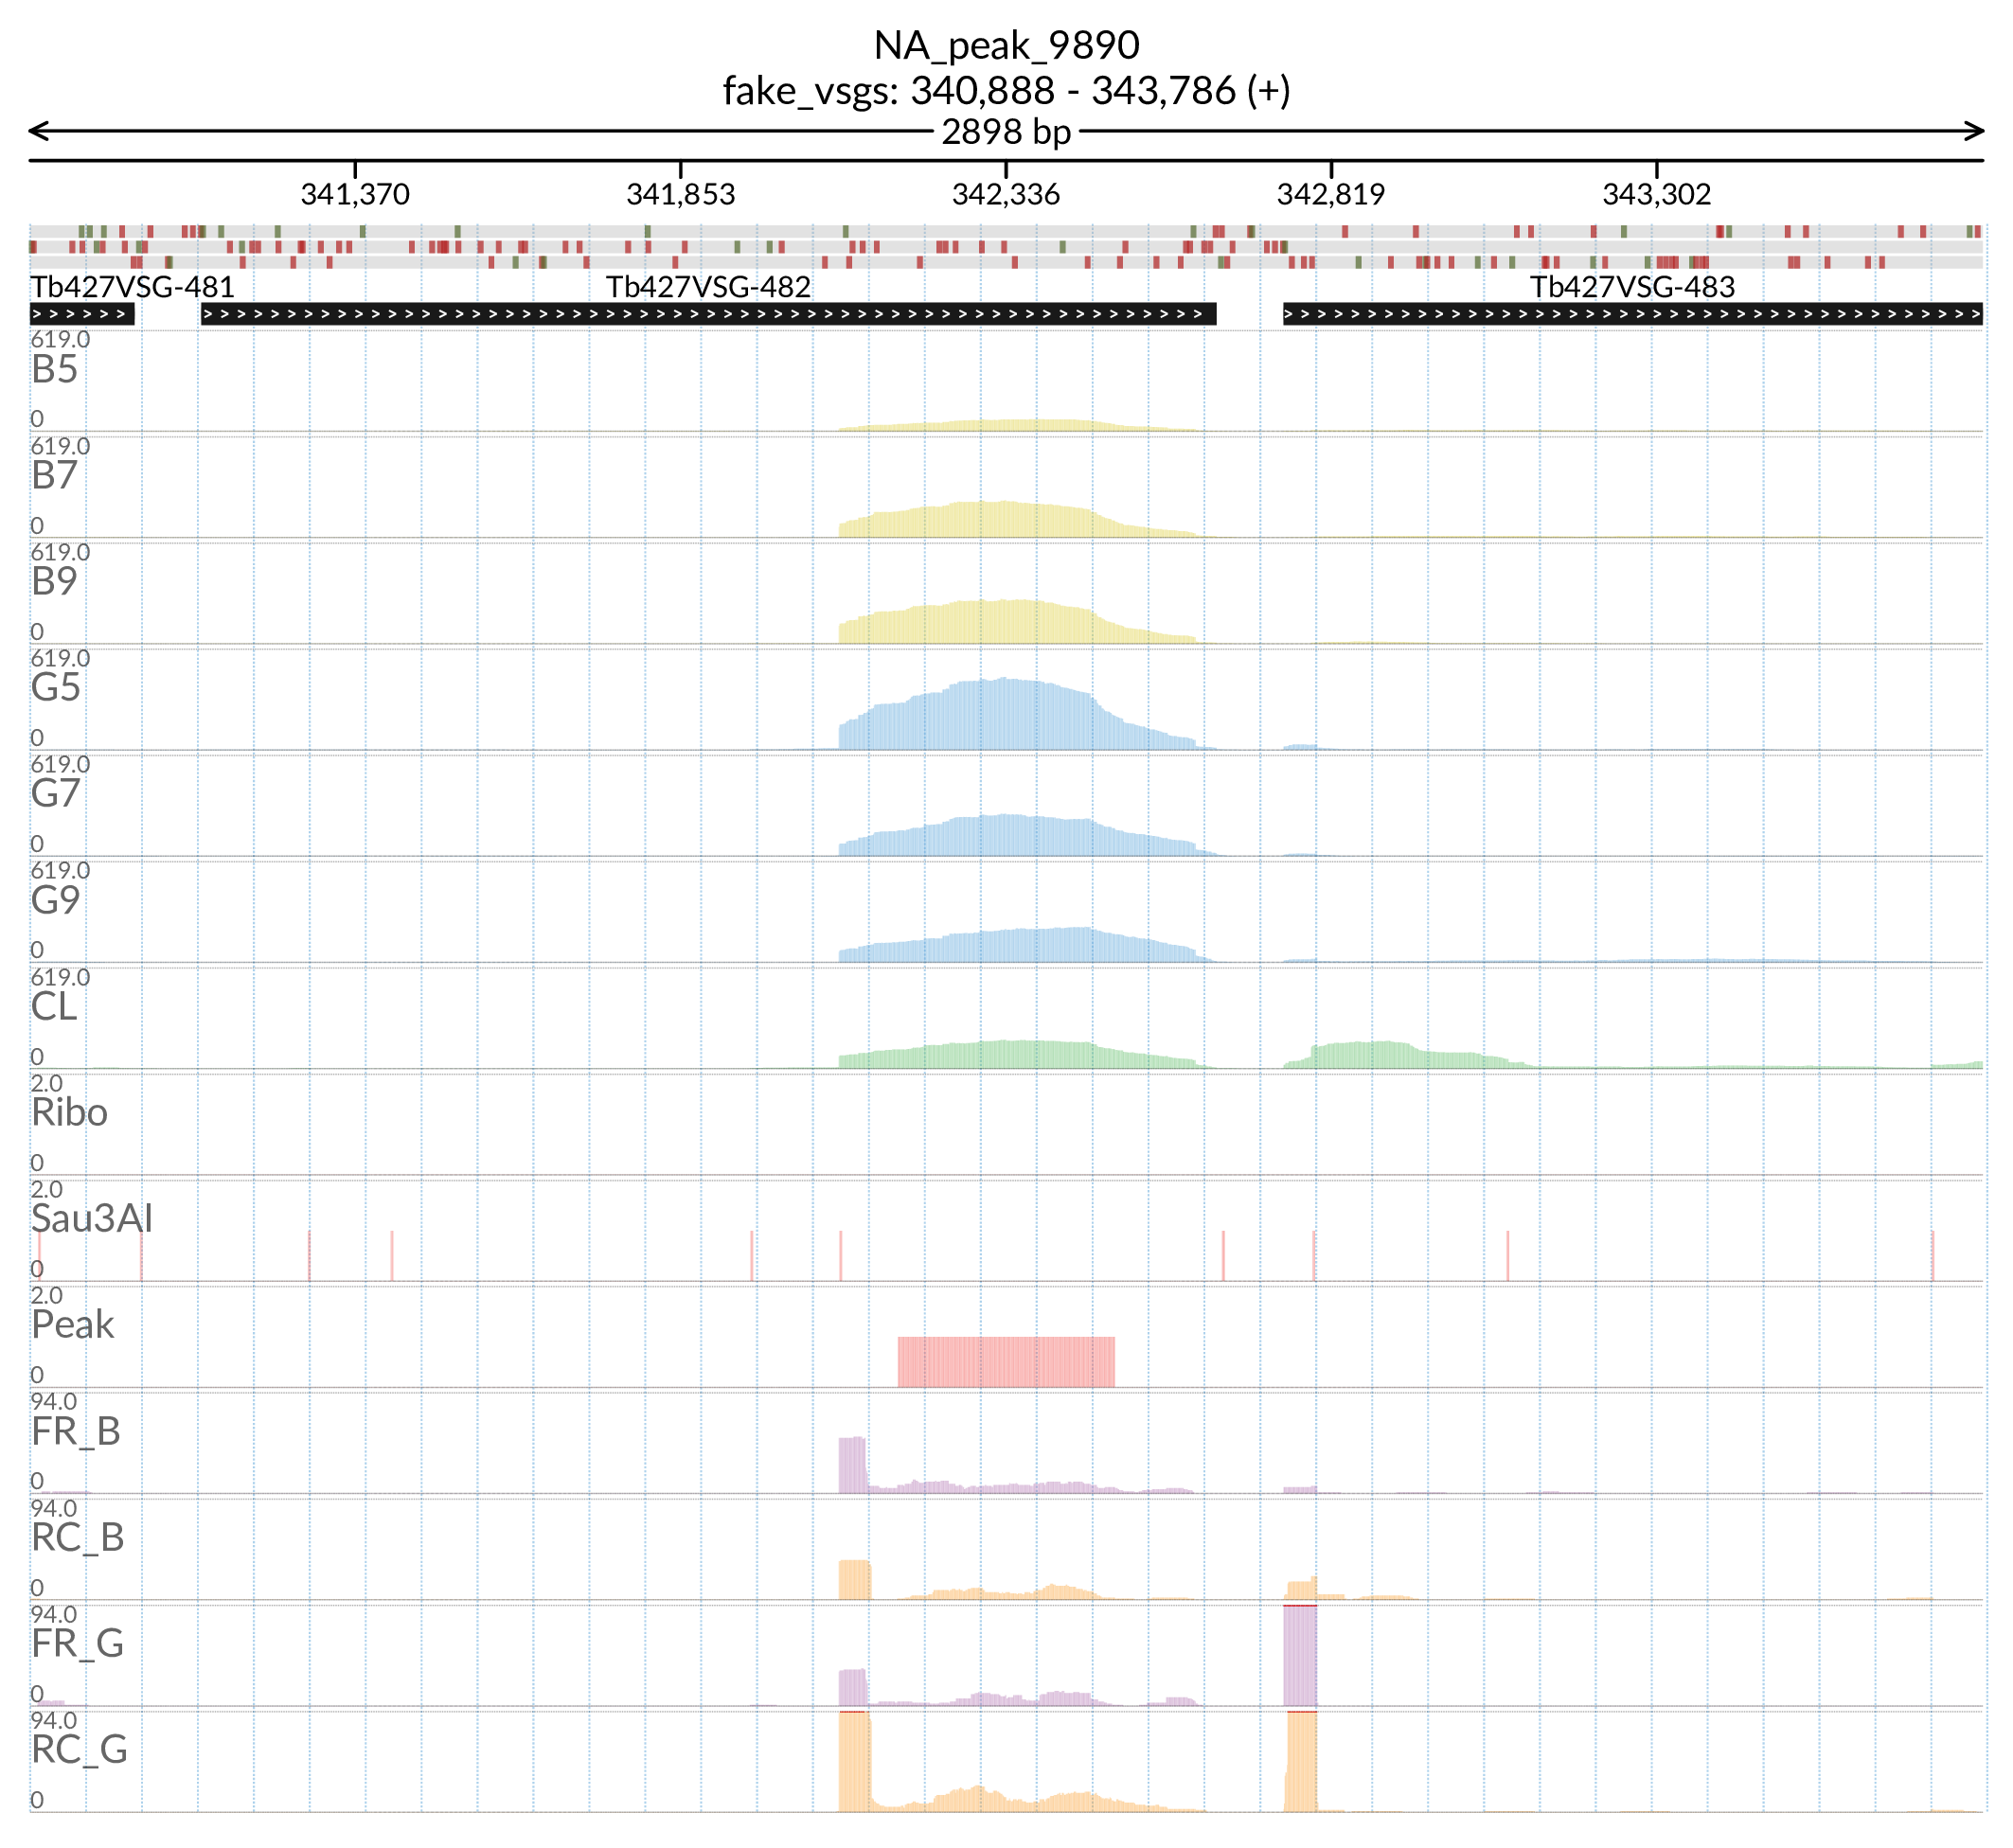 NA_peak_9890
fake_vsgs: 340,888 - 343,786 (+)
2898 bp
341,370 341,853 342,336 342,819 343,302
Tb427VSG-481 Tb427VSG-482 Tb427VSG-483
619.0
B5
0
619.0
B7
0
619.0
B9
0
619.0
G5
0
619.0
G7
0
619.0
G9
0
619.0
CL
0
2.0
Ribo
0
2.0
Sau3AI
0
2.0
Peak
0
94.0
FR_B
0
94.0
RC_B
0
94.0
FR_G
0
94.0
RC_G
0